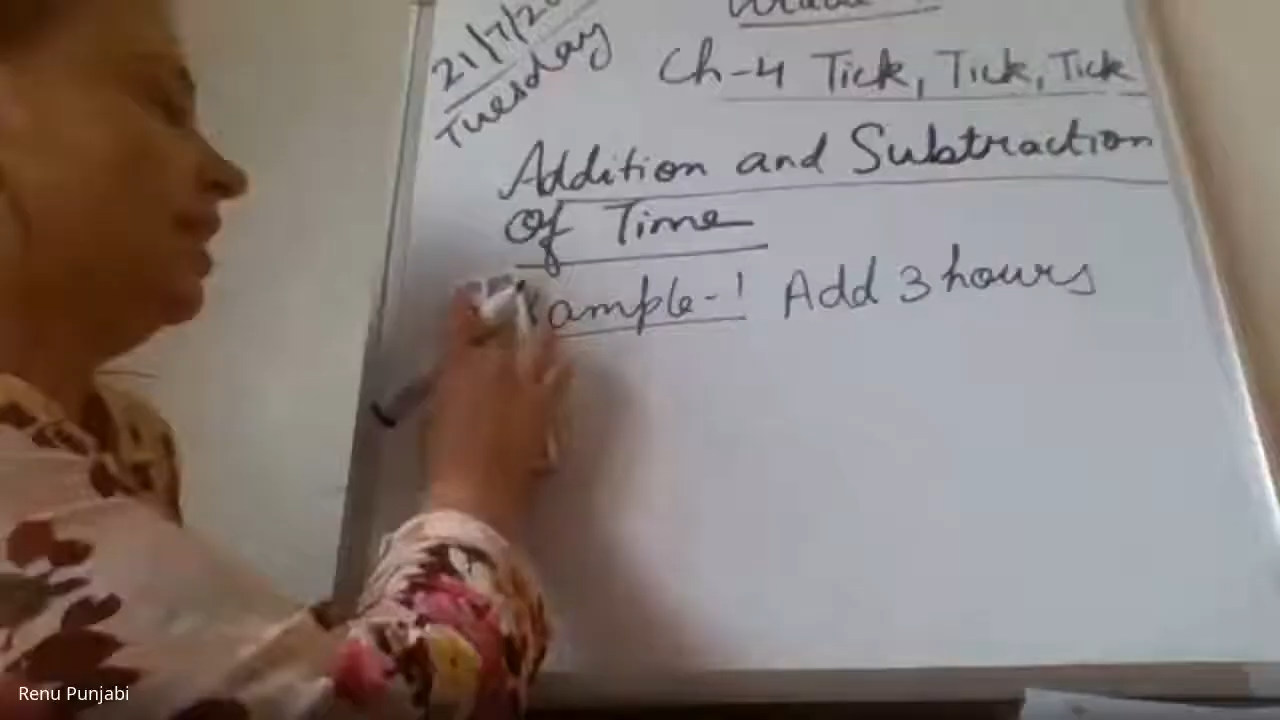 21/7/20
Tuesday
Ch-4 Tick, Tick, Tick
Addition and Subtraction
of Time
xample-1 Add 3 hours
Renu Punjabi